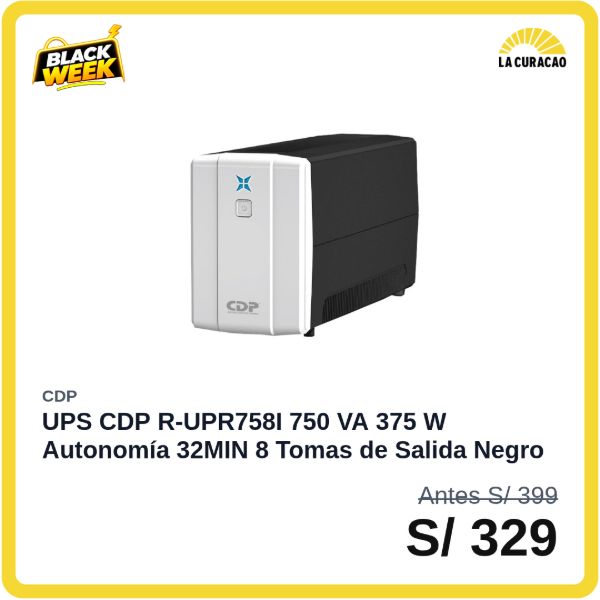 BLACK
WEEK
LA CURACAO
CDP
CDP
UPS CDP R-UPR758I 750 VA 375 W
Autonomía 32MIN 8 Tomas de Salida Negro
Antes S/ 399
S/ 329